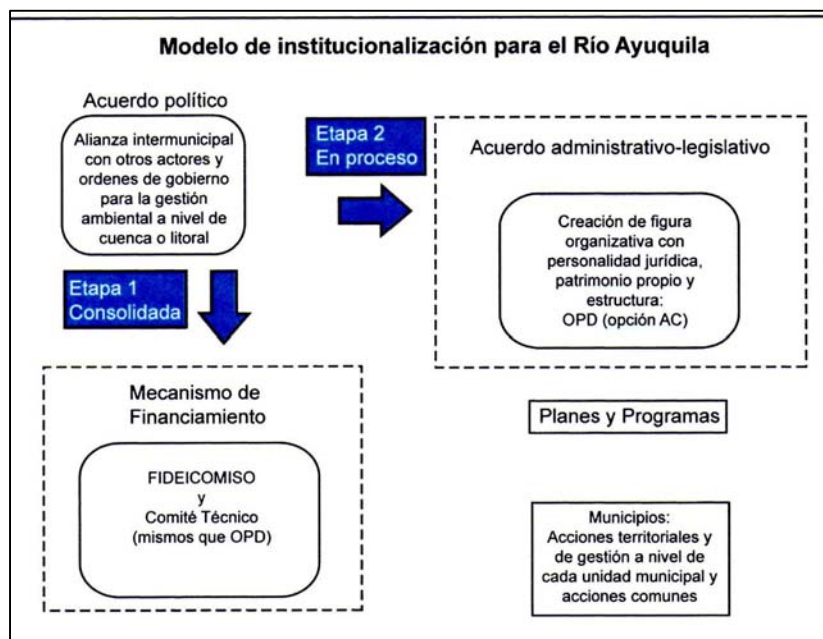 Modelo de institucionalización para el Río Ayuquila
Acuerdo político
Alianza intermunicipal
con otros actores y
ordenes de gobierno
para la gestión
ambiental a nivel de
cuenca o litoral
Etapa 1
Consolidada
Mecanismo de
Financiamiento
FIDEICOMISO
y
Comité Técnico
(mismos que OPD)
Etapa 2
En proceso
Acuerdo administrativo-legislativo
Creación de figura
organizativa con
personalidad jurídica,
patrimonio propio y
estructura:
OPD (opción AC)
Planes y Programas
Municipios:
Acciones territoriales y
de gestión a nivel de
cada unidad municipal y
acciones comunes